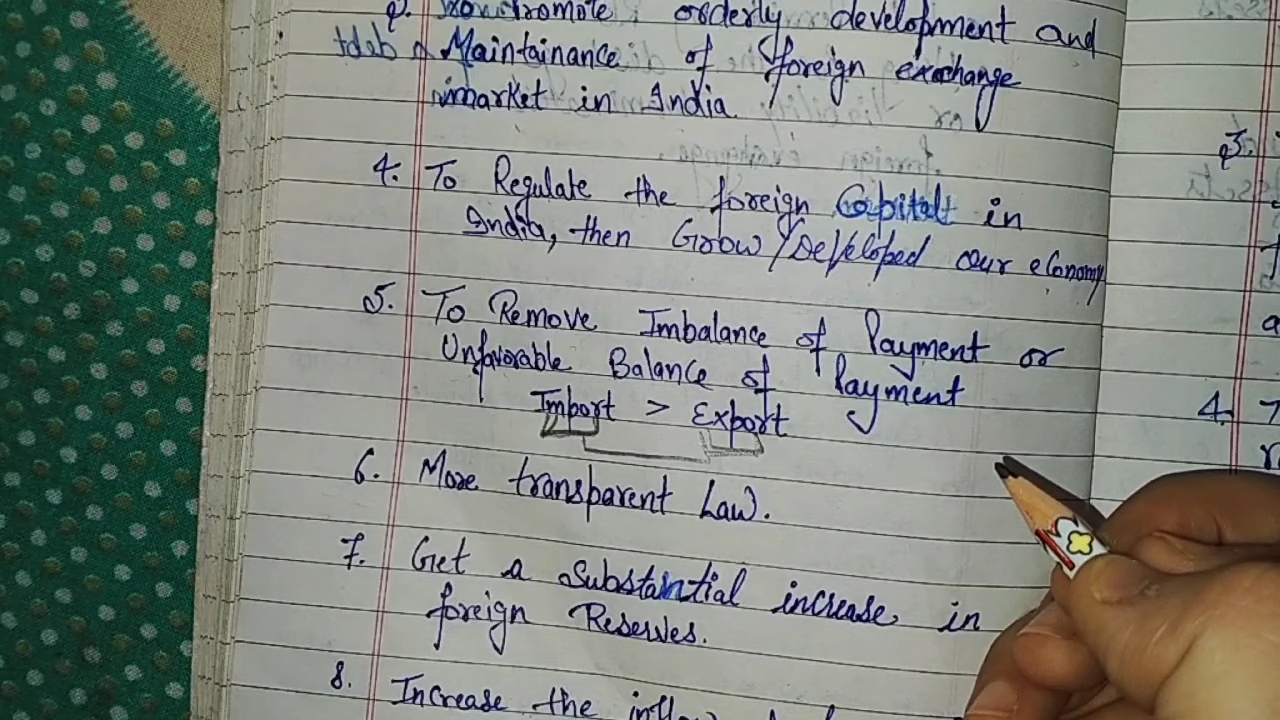 orderly development and
Maintainance of foreign exchange
market in India
4. To Regulate the foreign Capital in
India, then Grow/Developed our economy
5. To Remove Imbalance of Payment or
Unfavorable Balance of Payment
Import > Export
6. More transparent Law.
7. Get a Substantial increase in
foreign Reserves.
8. Increase the
3.
4.